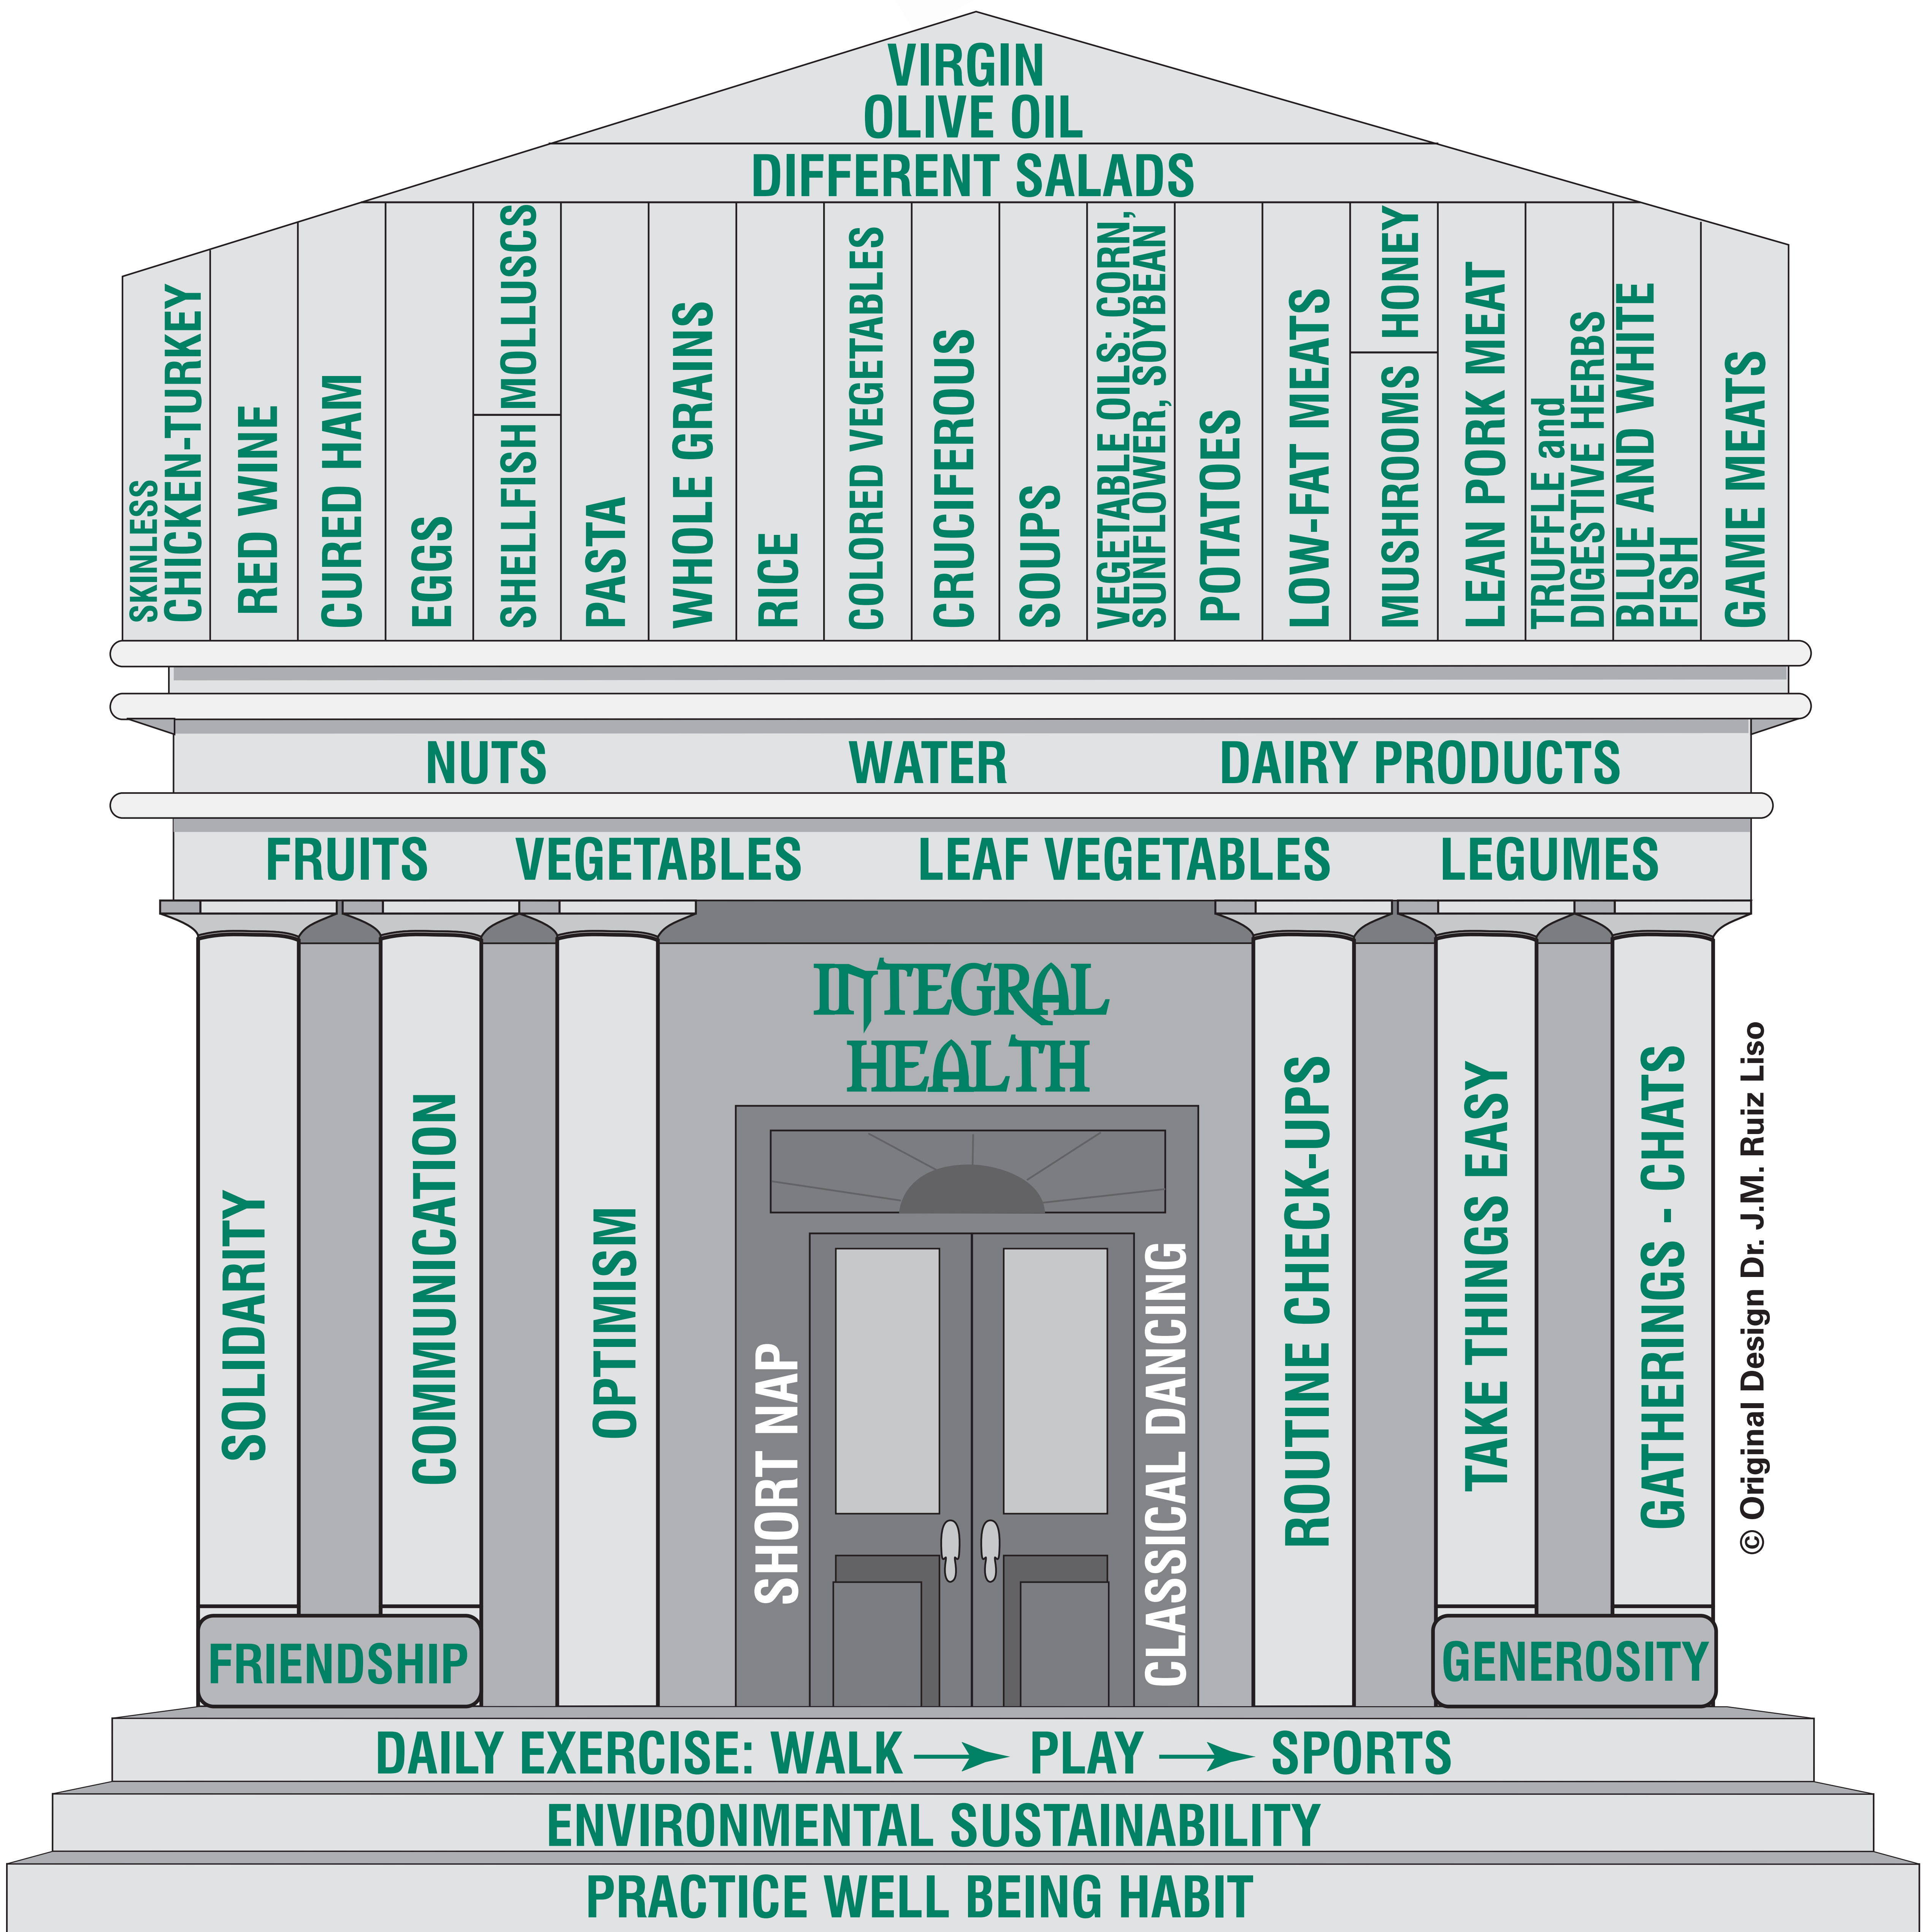 VIRGIN
OLIVE OIL
DIFFERENT SALADS
SKINLESS
CHICKEN-TURKEY
RED WINE
CURED HAM
EGGS
MOLLUSCS
SHELLFISH
PASTA
WHOLE GRAINS
RICE
COLORED VEGETABLES
CRUCIFEROUS
SOUPS
VEGETABLE OILS: CORN,
SUNFLOWER, SOYBEAN
POTATOES
LOW-FAT MEATS
HONEY
MUSHROOMS
LEAN PORK MEAT
TRUFFLE and
DIGESTIVE HERBS
BLUE AND WHITE
FISH
GAME MEATS
NUTS WATER DAIRY PRODUCTS
FRUITS VEGETABLES LEAF VEGETABLES LEGUMES
INTEGRAL
HEALTH
SOLIDARITY
COMMUNICATION
OPTIMISM
SHORT NAP
CLASSICAL DANCING
ROUTINE CHECK-UPS
TAKE THINGS EASY
GATHERINGS - CHATS
© Original Design Dr. J.M. Ruiz Liso
FRIENDSHIP
GENEROSITY
DAILY EXERCISE: WALK → PLAY → SPORTS
ENVIRONMENTAL SUSTAINABILITY
PRACTICE WELL BEING HABIT